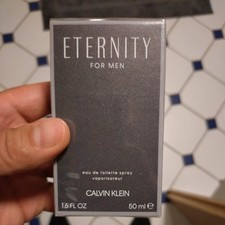 ETERNITY
FOR MEN
eau de toilette spray
vaporisateur
CALVIN KLEIN
1.6 FL OZ 50 ml ℮